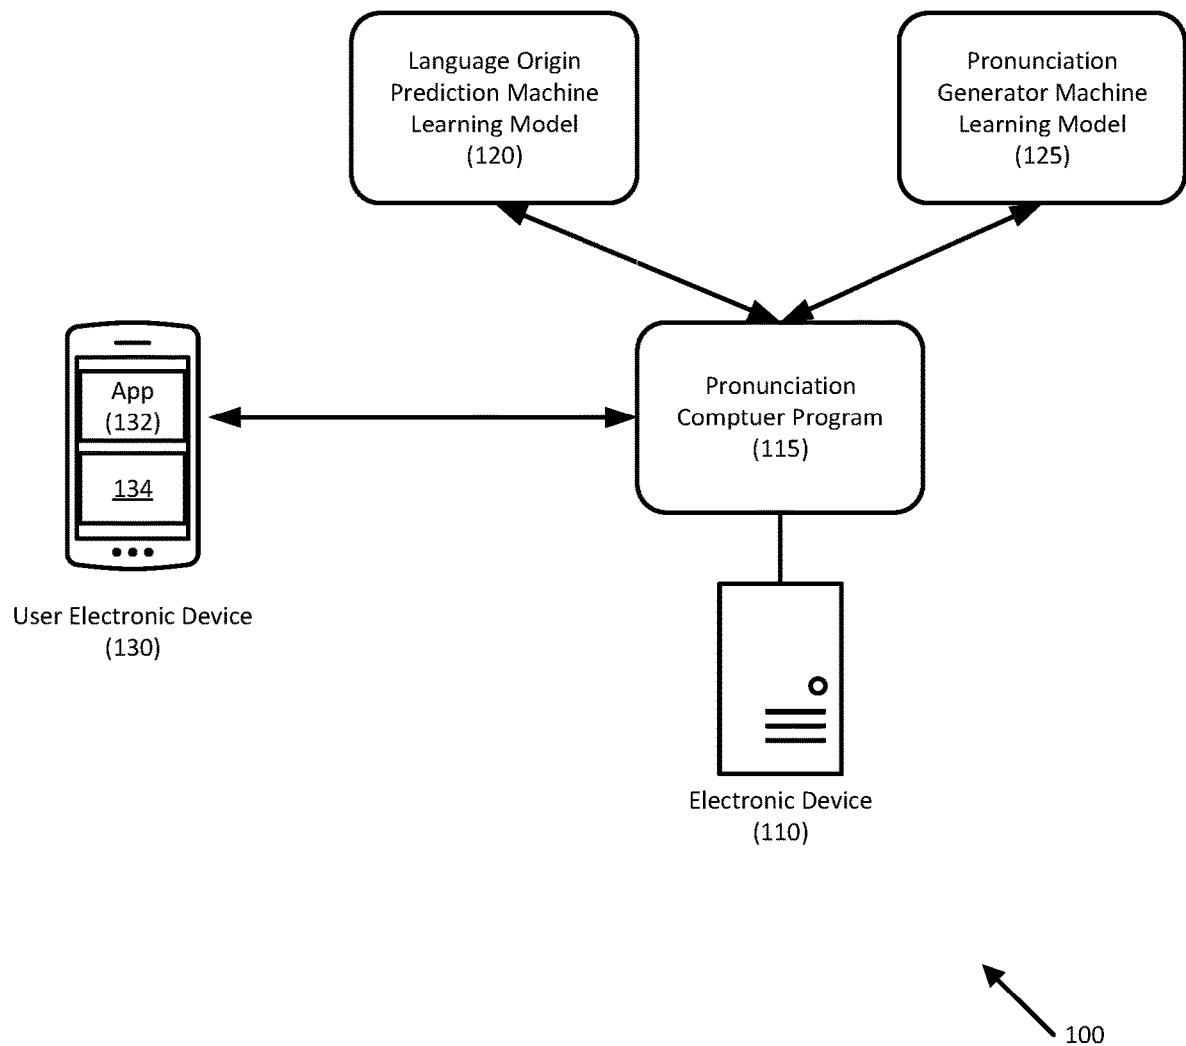 Language Origin
Prediction Machine
Learning Model
(120)
Pronunciation
Generator Machine
Learning Model
(125)
App
(132)
134
Pronunciation
Comptuer Program
(115)
User Electronic Device
(130)
Electronic Device
(110)
100